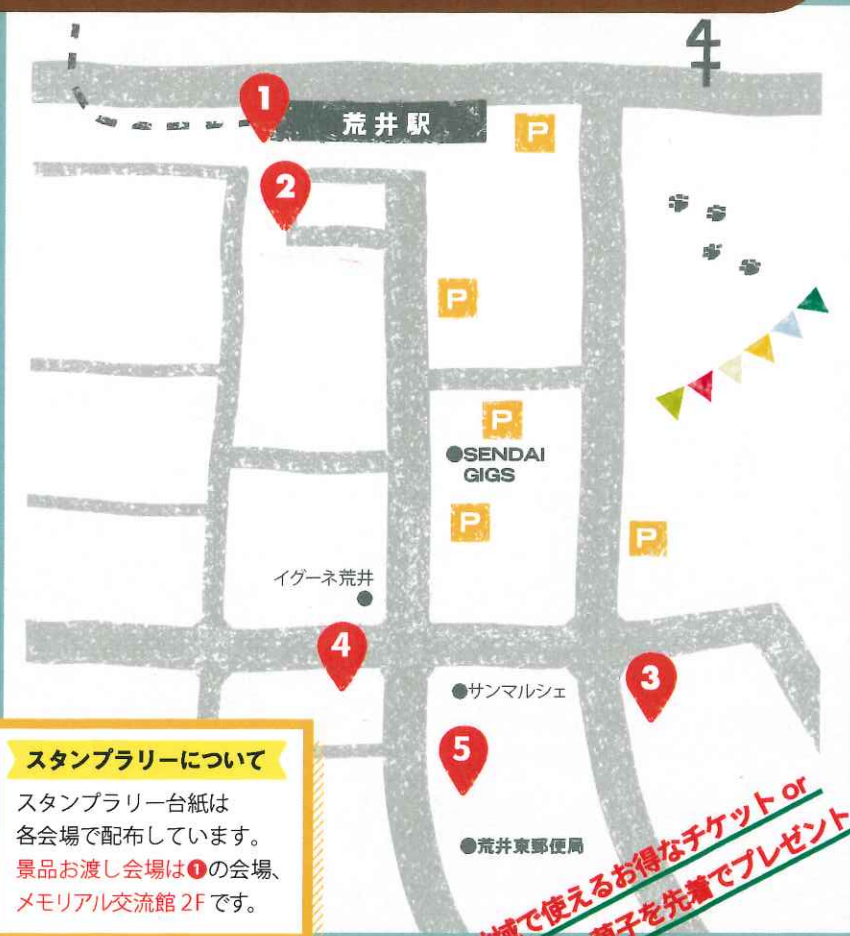 4
1
荒井駅
P
2
P
P
●SENDAI
GIGS
P
P
イグーネ荒井
4
3
●サンマルシェ
5
●荒井東郵便局
スタンプラリーについて
スタンプラリー台紙は
各会場で配布しています。
景品お渡し会場は❶の会場、
メモリアル交流館 2F です。
域で使えるお得なチケット or
菓子を先着でプレゼント